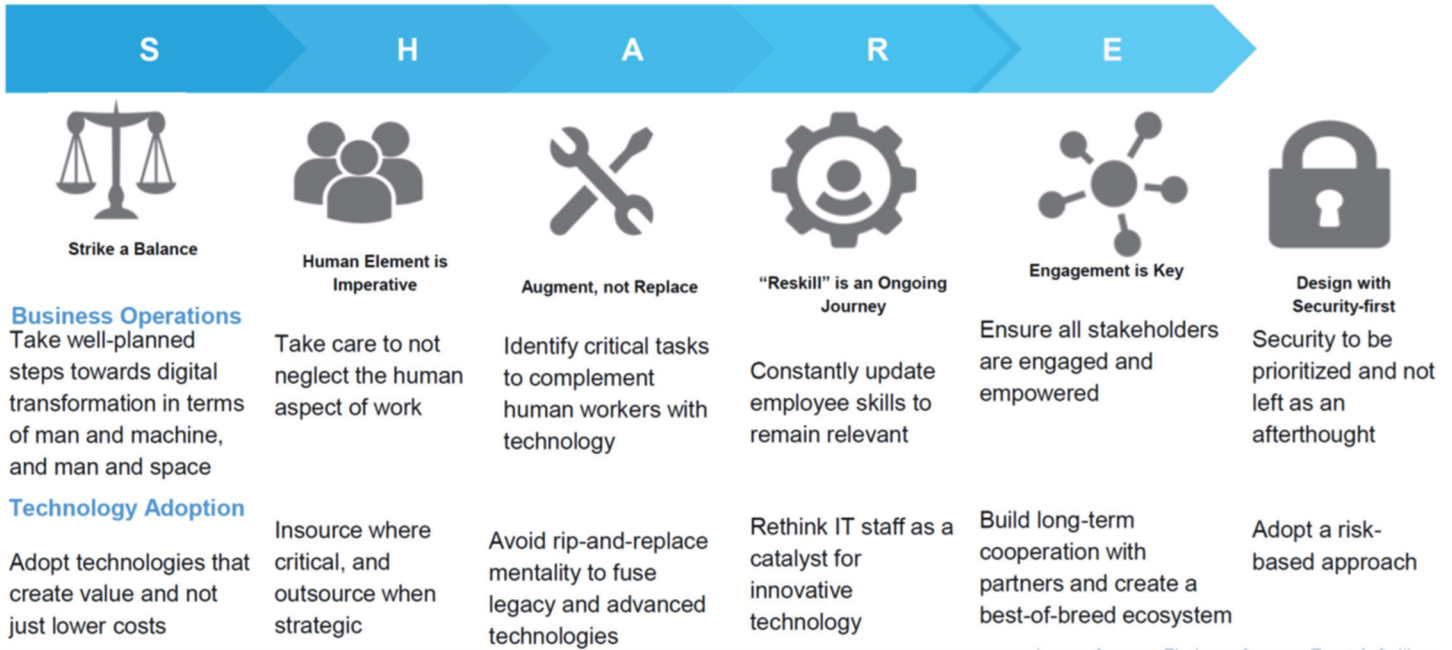 S
H
A
R
E
Strike a Balance
Human Element is
Imperative
Augment, not Replace
“Reskill” is an Ongoing
Journey
Engagement is Key
Design with
Security-first
Business Operations
Take well-planned
steps towards digital
transformation in terms
of man and machine,
and man and space
Take care to not
neglect the human
aspect of work
Identify critical tasks
to complement
human workers with
technology
Constantly update
employee skills to
remain relevant
Ensure all stakeholders
are engaged and
empowered
Security to be
prioritized and not
left as an
afterthought
Technology Adoption
Adopt technologies that
create value and not
just lower costs
Insource where
critical, and
outsource when
strategic
Avoid rip-and-replace
mentality to fuse
legacy and advanced
technologies
Rethink IT staff as a
catalyst for
innovative
technology
Build long-term
cooperation with
partners and create a
best-of-breed ecosystem
Adopt a risk-
based approach